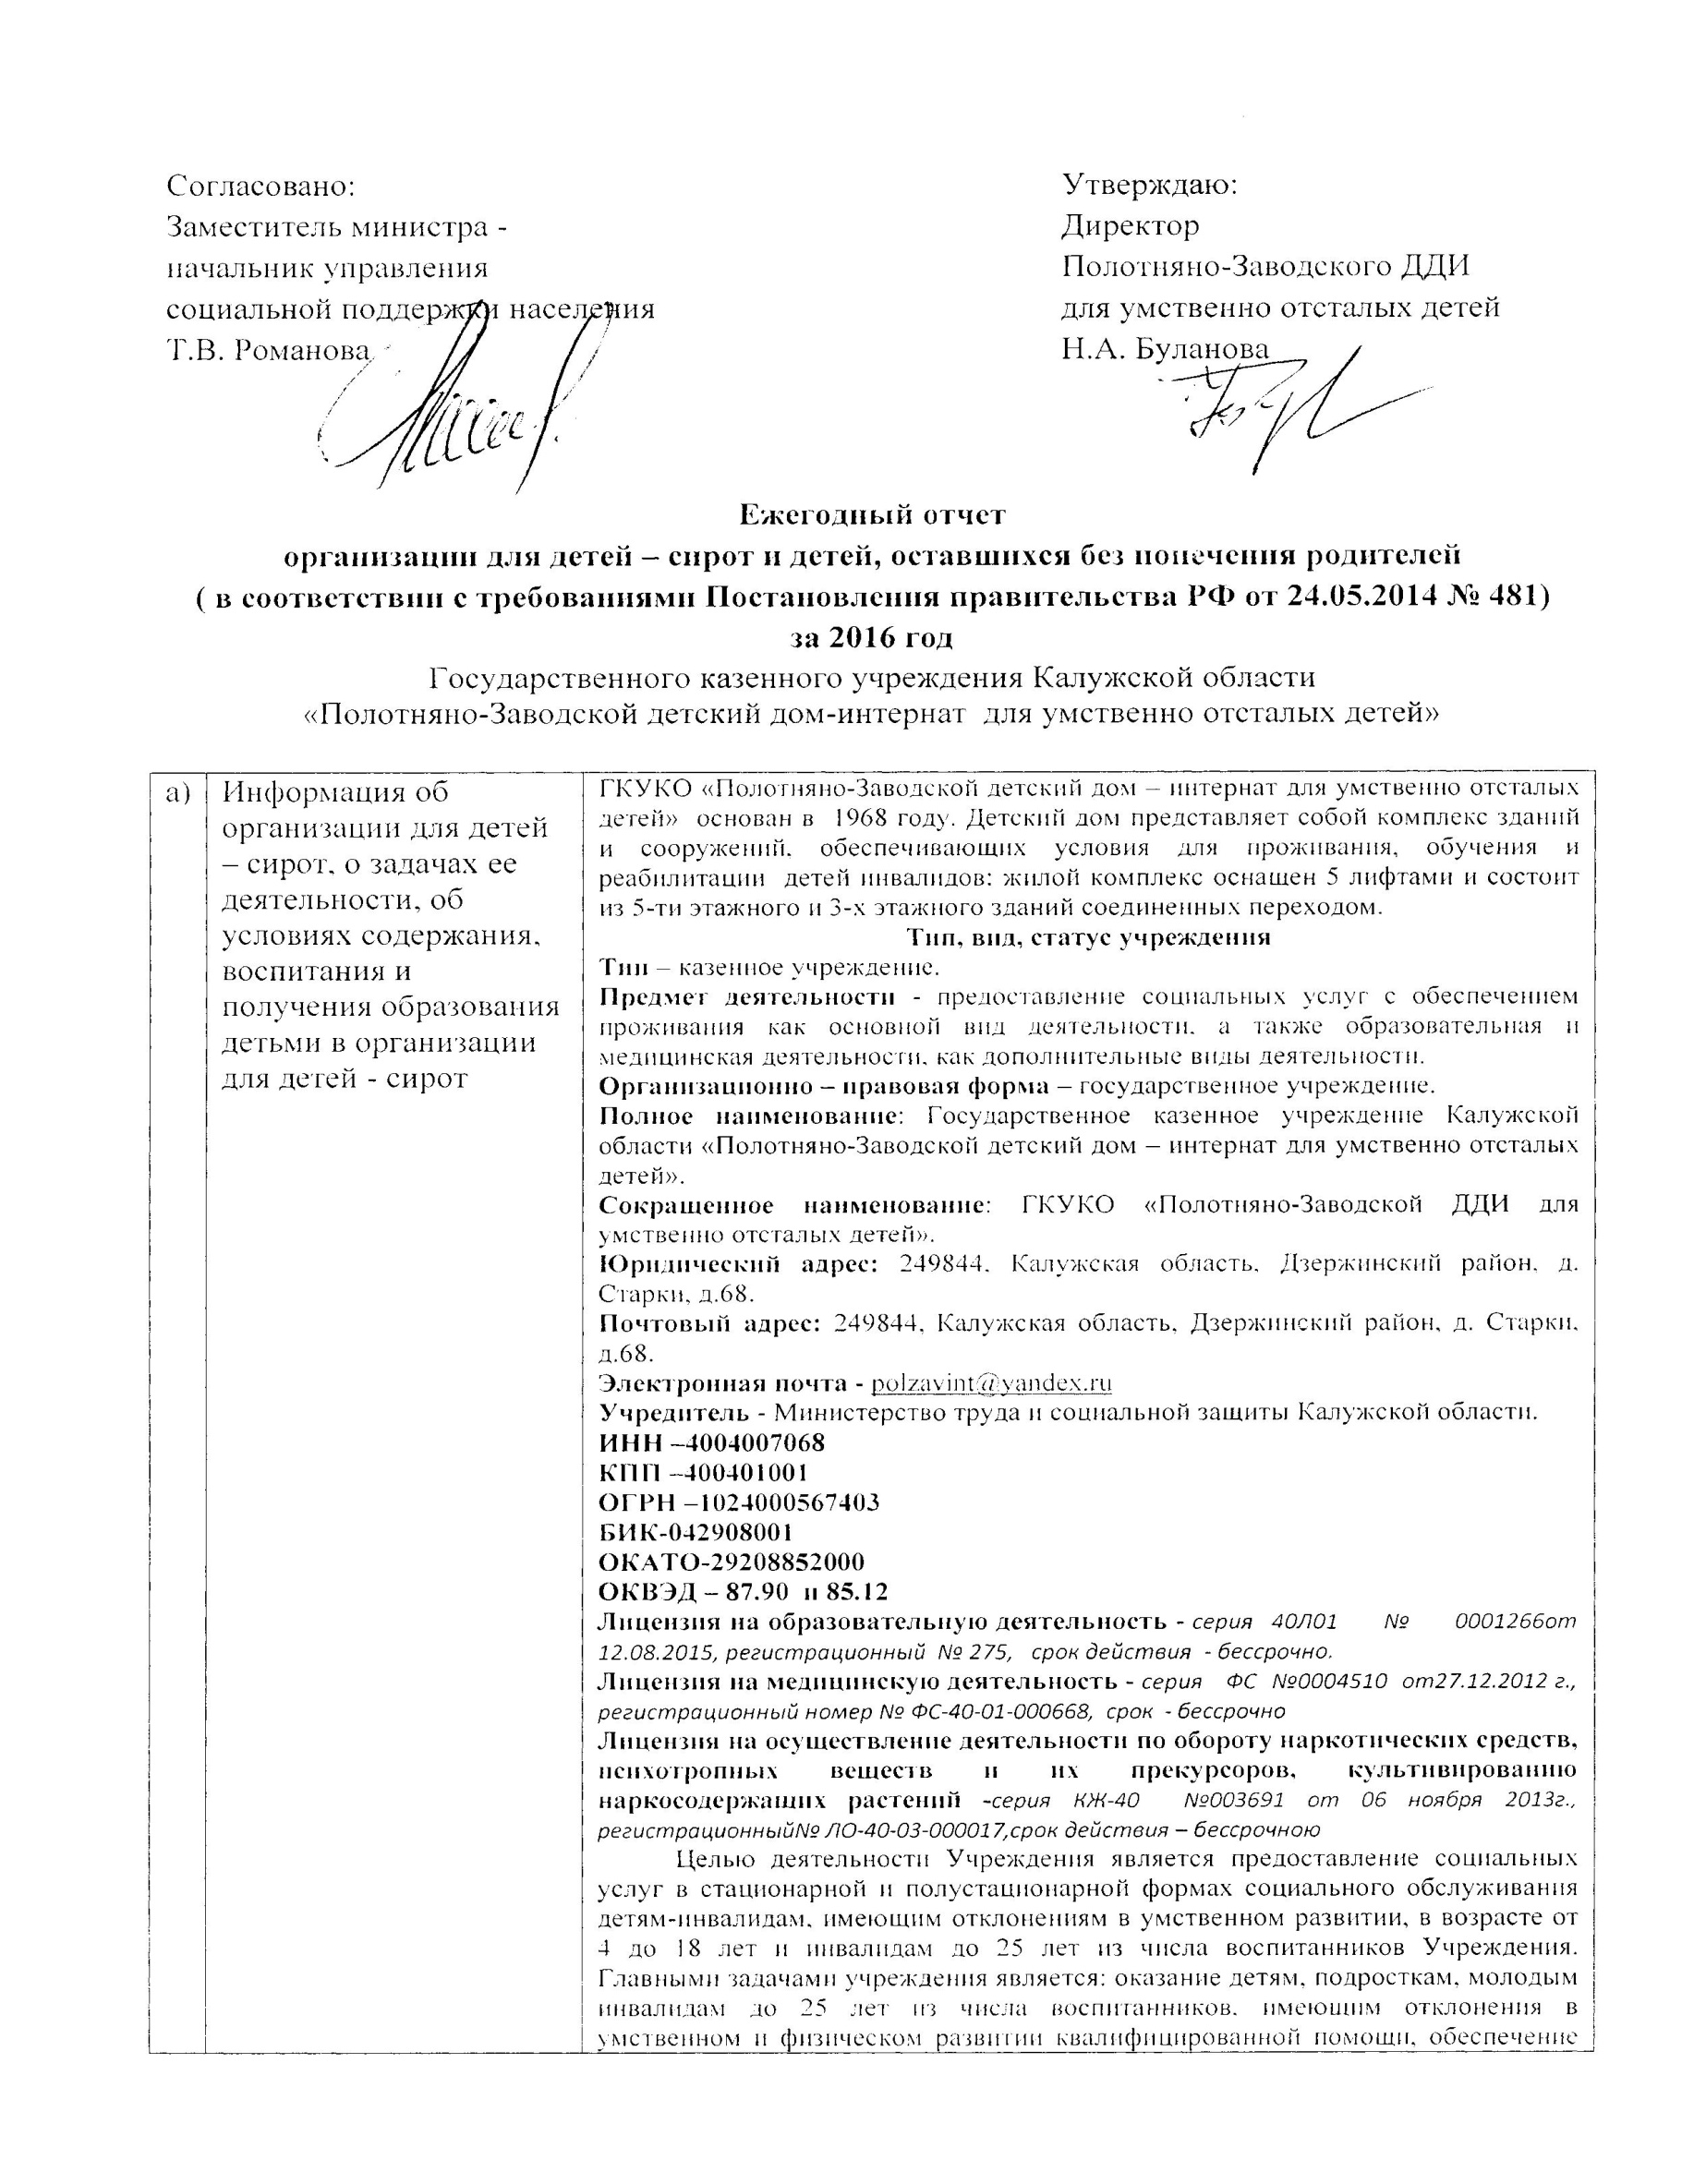 Согласовано:
Заместитель министра -
начальник управления
социальной поддержки населения
Т.В. Романова
Утверждаю:
Директор
Полотняно-Заводского ДДИ
для умственно отсталых детей
Н.А. Буланова
Ежегодный отчет
организации для детей – сирот и детей, оставшихся без попечения родителей
( в соответствии с требованиями Постановления правительства РФ от 24.05.2014 № 481)
за 2016 год
Государственного казенного учреждения Калужской области
«Полотняно-Заводской детский дом-интернат для умственно отсталых детей»
а)
Информация об
организации для детей
– сирот, о задачах ее
деятельности, об
условиях содержания,
воспитания и
получения образования
детьми в организации
для детей - сирот
ГКУКО «Полотняно-Заводской детский дом – интернат для умственно отсталых
детей» основан в 1968 году. Детский дом представляет собой комплекс зданий
и сооружений, обеспечивающих условия для проживания, обучения и
реабилитации детей инвалидов: жилой комплекс оснащен 5 лифтами и состоит
из 5-ти этажного и 3-х этажного зданий соединенных переходом.
Тип, вид, статус учреждения
Тип – казенное учреждение.
Предмет деятельности - предоставление социальных услуг с обеспечением
проживания как основной вид деятельности, а также образовательная и
медицинская деятельности, как дополнительные виды деятельности.
Организационно – правовая форма – государственное учреждение.
Полное наименование: Государственное казенное учреждение Калужской
области «Полотняно-Заводской детский дом – интернат для умственно отсталых
детей».
Сокращенное наименование: ГКУКО «Полотняно-Заводской ДДИ для
умственно отсталых детей».
Юридический адрес: 249844, Калужская область, Дзержинский район, д.
Старки, д.68.
Почтовый адрес: 249844, Калужская область, Дзержинский район, д. Старки,
д.68.
Электронная почта - polzavint@yandex.ru
Учредитель - Министерство труда и социальной защиты Калужской области.
ИНН –4004007068
КПП –400401001
ОГРН –1024000567403
БИК-042908001
ОКАТО-29208852000
ОКВЭД – 87.90 и 85.12
Лицензия на образовательную деятельность - серия 40Л01 № 0001266от
12.08.2015, регистрационный № 275, срок действия - бессрочно.
Лицензия на медицинскую деятельность - серия ФС №0004510 от27.12.2012 г.,
регистрационный номер № ФС-40-01-000668, срок - бессрочно
Лицензия на осуществление деятельности по обороту наркотических средств,
психотропных веществ и их прекурсоров, культивированию
наркосодержащих растений -серия КЖ-40 №003691 от 06 ноября 2013г.,
регистрационный№ ЛО-40-03-000017,срок действия – бессрочною
Целью деятельности Учреждения является предоставление социальных
услуг в стационарной и полустационарной формах социального обслуживания
детям-инвалидам, имеющим отклонениям в умственном развитии, в возрасте от
4 до 18 лет и инвалидам до 25 лет из числа воспитанников Учреждения.
Главными задачами учреждения является: оказание детям, подросткам, молодым
инвалидам до 25 лет из числа воспитанников, имеющим отклонения в
умственном и физическом развитии квалифицированной помощи, обеспечение